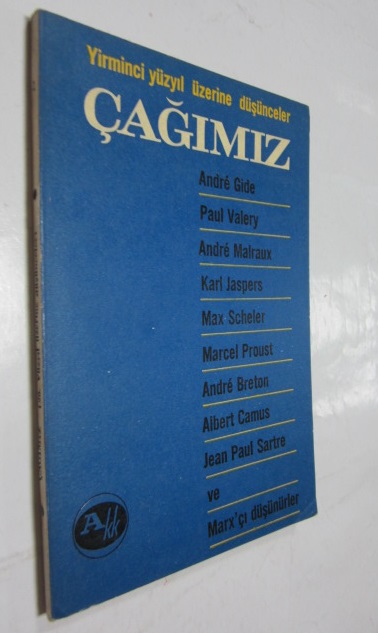 Yirminci yüzyıl üzerine düşünceler
ÇAĞIMIZ
André Gide
Paul Valery
André Malraux
Karl Jaspers
Max Scheler
Marcel Proust
André Breton
Albert Camus
Jean Paul Sartre
ve
Marx'çı düşünürler
Akk